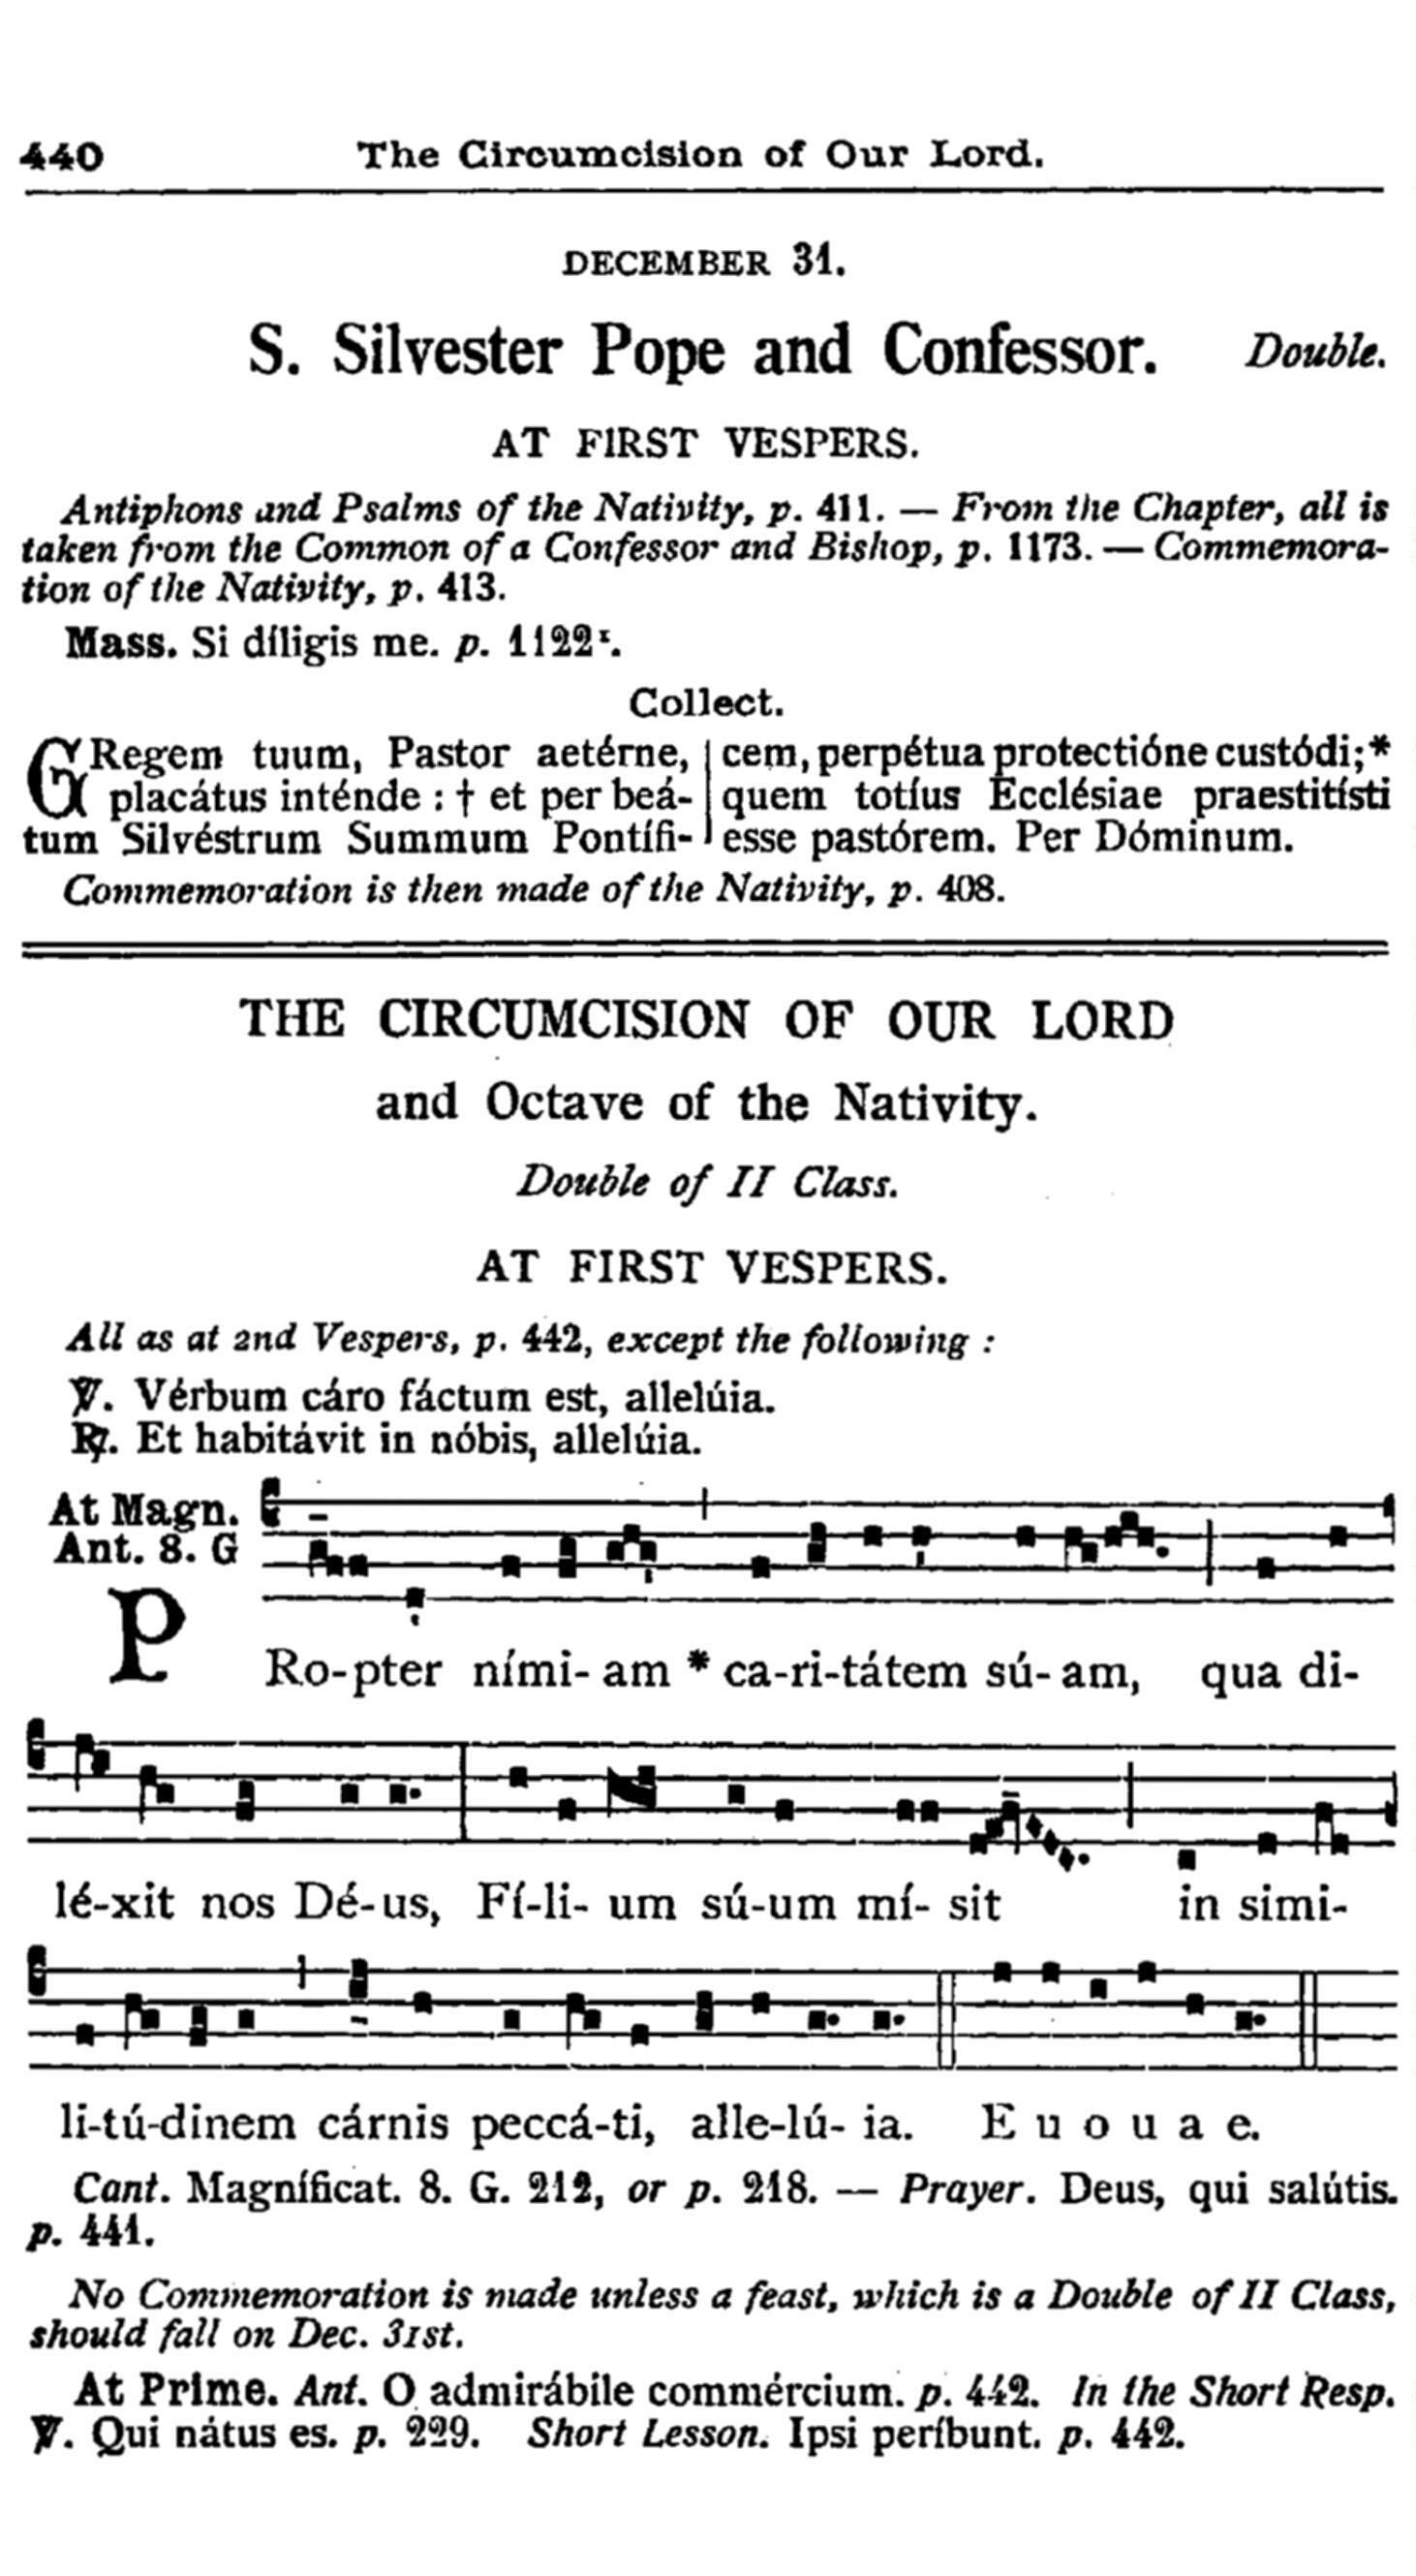 440 The Circumcision of Our Lord.
DECEMBER 31.
S. Silvester Pope and Confessor. Double.
AT FIRST VESPERS.
Antiphons and Psalms of the Nativity, p. 411. — From the Chapter, all is
taken from the Common of a Confessor and Bishop, p. 1173. — Commemora-
tion of the Nativity, p. 413.
Mass. Si díligis me. p. 1122¹.
Collect.
GRegem tuum, Pastor aetérne,
placátus inténde : † et per beá-
tum Silvéstrum Summum Pontífi-
cem, perpétua protectióne custódi; *
quem totíus Ecclésiae praestitísti
esse pastórem. Per Dóminum.
Commemoration is then made of the Nativity, p. 408.
THE CIRCUMCISION OF OUR LORD
and Octave of the Nativity.
Double of II Class.
AT FIRST VESPERS.
All as at 2nd Vespers, p. 442, except the following :
℣. Vérbum cáro fáctum est, allelúia.
℟. Et habitávit in nóbis, allelúia.
At Magn.
Ant. 8. G
PRo-pter ními- am * ca-ri-tátem sú- am, qua di-
lé-xit nos Dé-us, Fí-li- um sú-um mí- sit in simi-
li-tú-dinem cárnis peccá-ti, alle-lú- ia. E u o u a e.
Cant. Magníficat. 8. G. 212, or p. 218. — Prayer. Deus, qui salútis.
p. 441.
No Commemoration is made unless a feast, which is a Double of II Class,
should fall on Dec. 31st.
At Prime. Ant. O admirábile commércium. p. 442. In the Short Resp.
℣. Qui nátus es. p. 229. Short Lesson. Ipsi períbunt. p. 442.